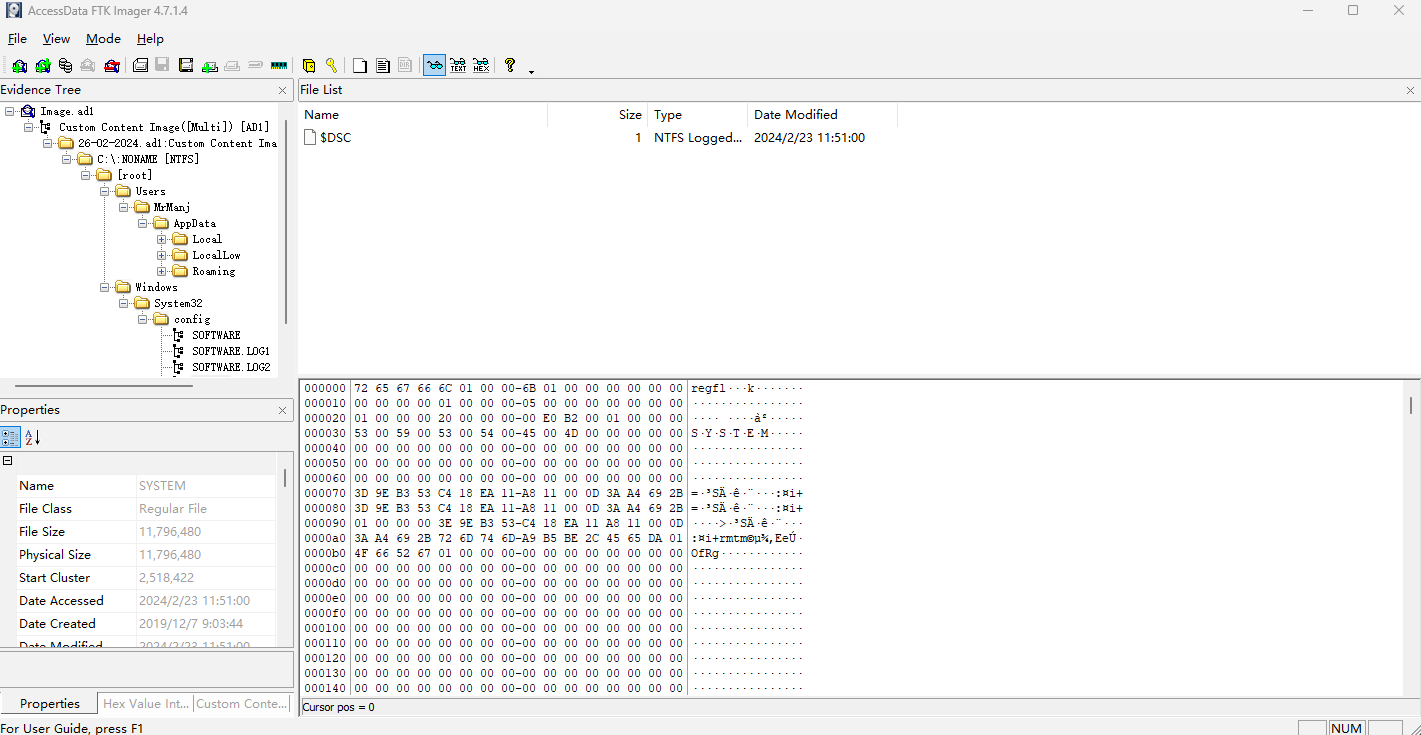 AccessData FTK Imager 4.7.1.4
File View Mode Help
Evidence Tree
Image.ad1
Custom Content Image([Multi]) [AD1]
26-02-2024.ad1:Custom Content Ima
C:\:NONAME [NTFS]
[root]
Users
MrManj
AppData
Local
LocalLow
Roaming
Windows
System32
config
SOFTWARE
SOFTWARE.LOG1
SOFTWARE.LOG2
Properties
Name SYSTEM
File Class Regular File
File Size 11,796,480
Physical Size 11,796,480
Start Cluster 2,518,422
Date Accessed 2024/2/23 11:51:00
Date Created 2019/12/7 9:03:44
Date Modified 2024/2/23 11:51:00
Properties Hex Value Int... Custom Conte...
File List
Name Size Type Date Modified
$DSC 1 NTFS Logged... 2024/2/23 11:51:00
000000 72 65 67 66 6C 01 00 00-6B 01 00 00 00 00 00 00 regfl···k·······
000010 00 00 00 00 01 00 00 00-05 00 00 00 00 00 00 00 ················
000020 01 00 00 00 20 00 00 00-00 E0 B2 00 01 00 00 00 ···· ····à²·····
000030 53 00 59 00 53 00 54 00-45 00 4D 00 00 00 00 00 S·Y·S·T·E·M·····
000040 00 00 00 00 00 00 00 00-00 00 00 00 00 00 00 00 ················
000050 00 00 00 00 00 00 00 00-00 00 00 00 00 00 00 00 ················
000060 00 00 00 00 00 00 00 00-00 00 00 00 00 00 00 00 ················
000070 3D 9E B3 53 C4 18 EA 11-A8 11 00 0D 3A A4 69 2B =·³SÄ·ê·¨···:¤i+
000080 3D 9E B3 53 C4 18 EA 11-A8 11 00 0D 3A A4 69 2B =·³SÄ·ê·¨···:¤i+
000090 01 00 00 00 3E 9E B3 53-C4 18 EA 11 A8 11 00 0D ····>·³SÄ·ê·¨···
0000a0 3A A4 69 2B 72 6D 74 6D-A9 B5 BE 2C 45 65 DA 01 :¤i+rmtm©µ¾,EeÚ·
0000b0 4F 66 52 67 01 00 00 00-00 00 00 00 00 00 00 00 OfRg············
0000c0 00 00 00 00 00 00 00 00-00 00 00 00 00 00 00 00 ················
0000d0 00 00 00 00 00 00 00 00-00 00 00 00 00 00 00 00 ················
0000e0 00 00 00 00 00 00 00 00-00 00 00 00 00 00 00 00 ················
0000f0 00 00 00 00 00 00 00 00-00 00 00 00 00 00 00 00 ················
000100 00 00 00 00 00 00 00 00-00 00 00 00 00 00 00 00 ················
000110 00 00 00 00 00 00 00 00-00 00 00 00 00 00 00 00 ················
000120 00 00 00 00 00 00 00 00-00 00 00 00 00 00 00 00 ················
000130 00 00 00 00 00 00 00 00-00 00 00 00 00 00 00 00 ················
000140 00 00 00 00 00 00 00 00-00 00 00 00 00 00 00 00 ················
Cursor pos = 0
For User Guide, press F1
NUM